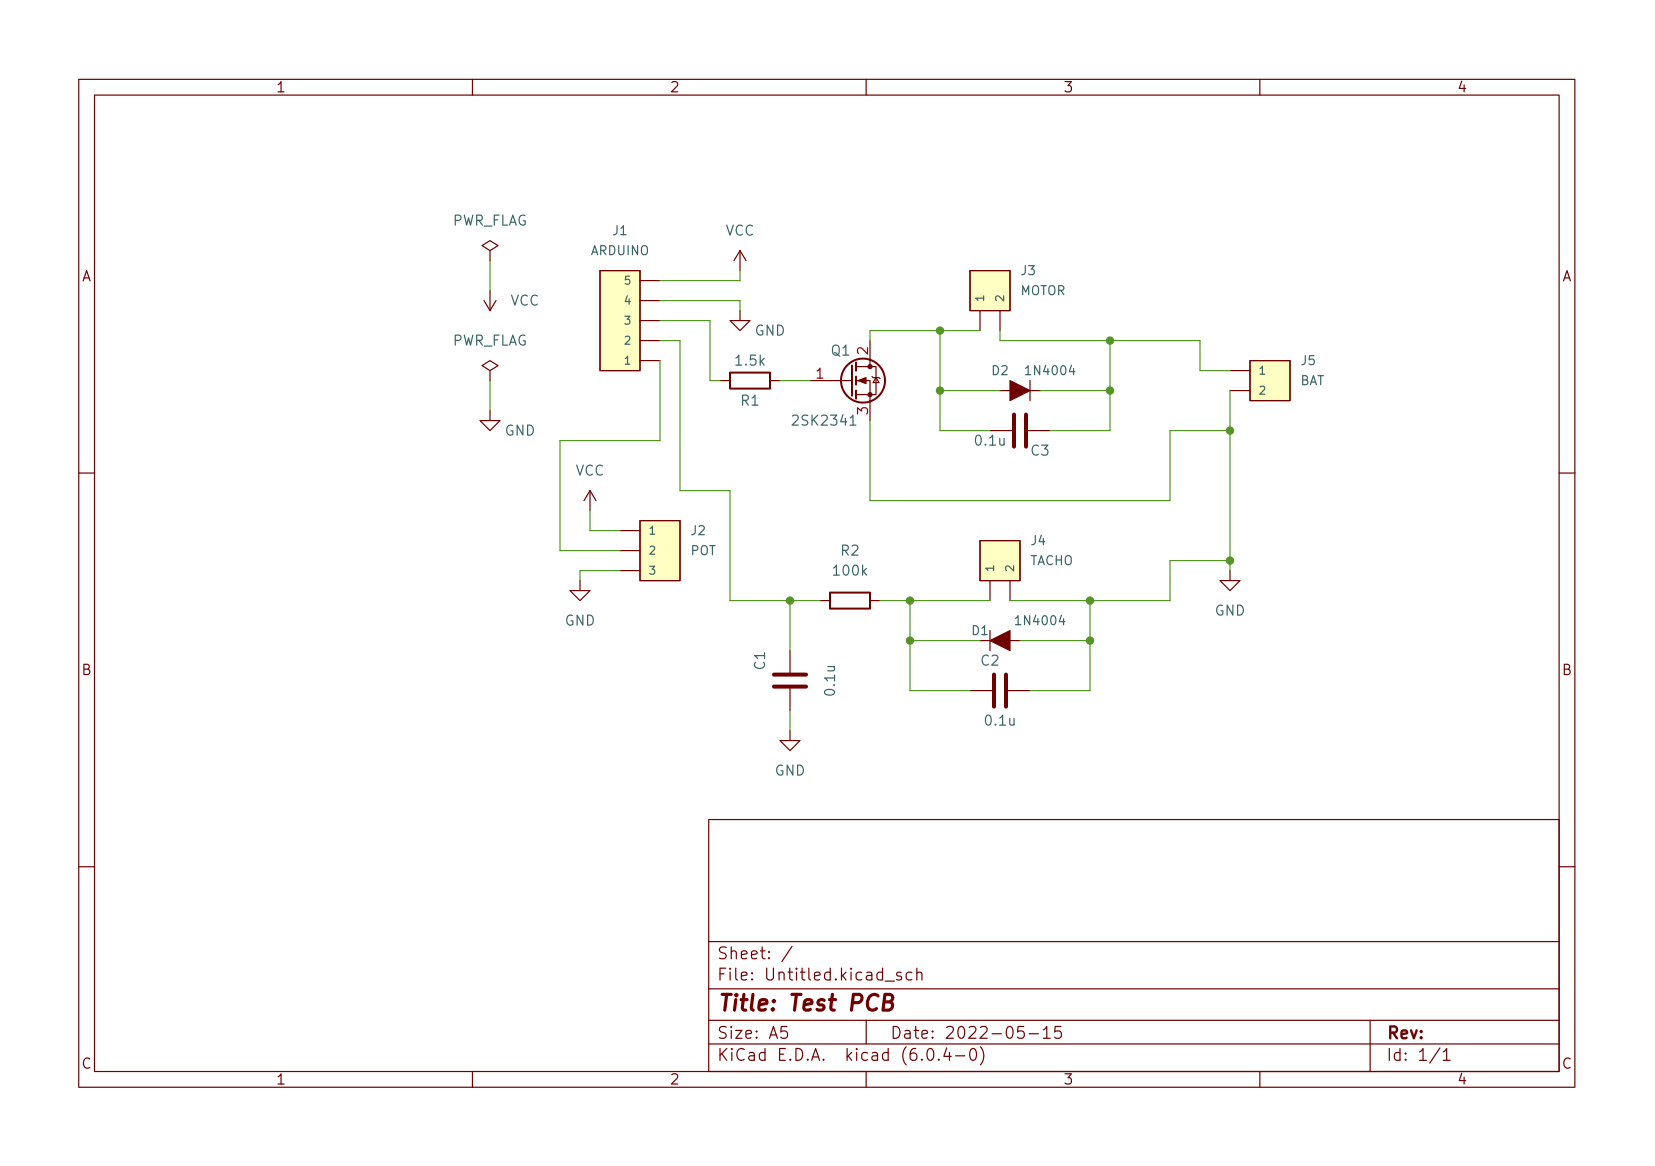 1 2 3 4
A A
PWR_FLAG
VCC
PWR_FLAG
GND
J1
ARDUINO
5
4
3
2
1
VCC
GND
1.5k
R1
Q1
1
2
3
2SK2341
J3
MOTOR
1 2
D2 1N4004
0.1u
C3
J5
BAT
1
2
VCC
J2
POT
1
2
3
GND
R2
100k
J4
TACHO
1 2
GND
1N4004
D1
C2
0.1u
C1
0.1u
GND
B B
Sheet: /
File: Untitled.kicad_sch
Title: Test PCB
Size: A5 Date: 2022-05-15 Rev:
KiCad E.D.A. kicad (6.0.4-0) Id: 1/1
C C
1 2 3 4